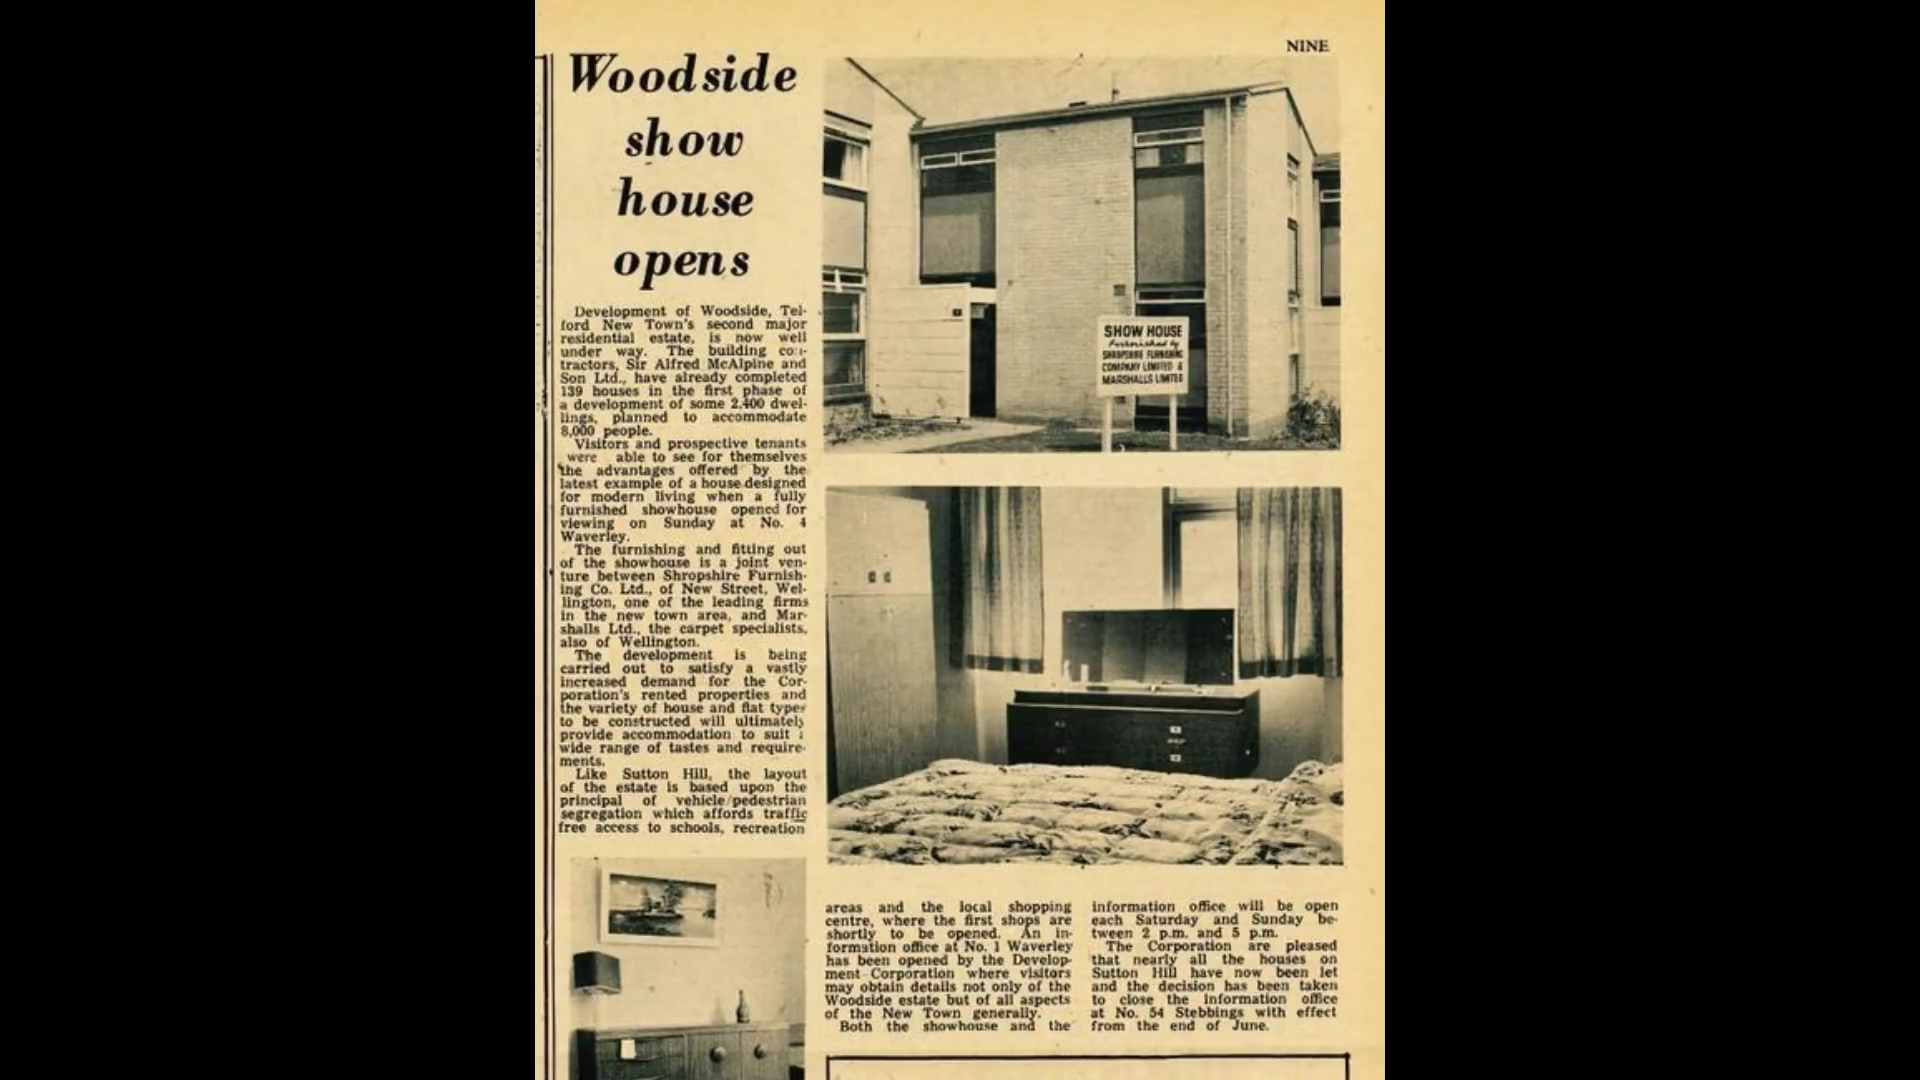 NINE
Woodside
show
house
opens
Development of Woodside, Tel-
ford New Town's second major
residential estate, is now well
under way. The building con-
tractors, Sir Alfred McAlpine and
Son Ltd., have already completed
139 houses in the first phase of
a development of some 2,400 dwel-
lings, planned to accommodate
8,000 people.
Visitors and prospective tenants
were able to see for themselves
the advantages offered by the
latest example of a house designed
for modern living when a fully
furnished showhouse opened for
viewing on Sunday at No. 4
Waverley.
The furnishing and fitting out
of the showhouse is a joint ven-
ture between Shropshire Furnish-
ing Co. Ltd., of New Street, Wel-
lington, one of the leading firms
in the new town area, and Mar-
shalls Ltd., the carpet specialists,
also of Wellington.
The development is being
carried out to satisfy a vastly
increased demand for the Cor-
poration's rented properties and
the variety of house and flat types
to be constructed will ultimately
provide accommodation to suit a
wide range of tastes and require-
ments.
Like Sutton Hill, the layout
of the estate is based upon the
principal of vehicle/pedestrian
segregation which affords traffic
free access to schools, recreation
SHOW HOUSE
Furnished by
SHROPSHIRE FURNISHING
COMPANY LIMITED &
MARSHALLS LIMITED
areas and the local shopping
centre, where the first shops are
shortly to be opened. An in-
formation office at No. 1 Waverley
has been opened by the Develop-
ment Corporation where visitors
may obtain details not only of the
Woodside estate but of all aspects
of the New Town generally.
Both the showhouse and the
information office will be open
each Saturday and Sunday be-
tween 2 p.m. and 5 p.m.
The Corporation are pleased
that nearly all the houses on
Sutton Hill have now been let
and the decision has been taken
to close the information office
at No. 54 Stebbings with effect
from the end of June.